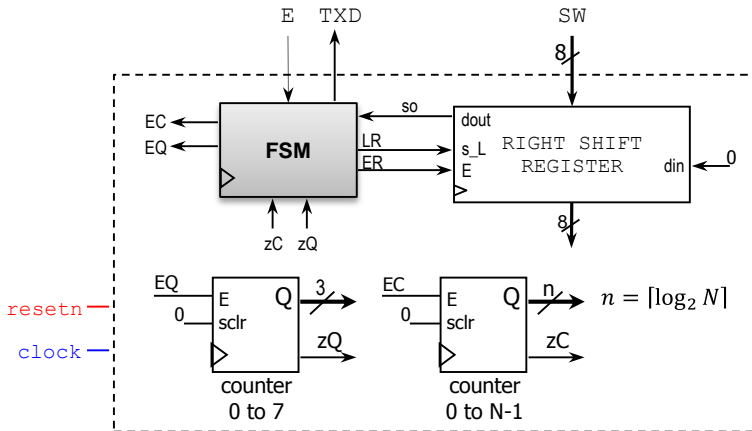 E TXD SW
8
EC
EQ
FSM
so
LR
ER
dout
s_L
E
RIGHT SHIFT
REGISTER
din
0
zC zQ
8
resetn
clock
EQ
0
E
sclr
Q
3
zQ
counter
0 to 7
EC
0
E
sclr
Q
n
zC
counter
0 to N-1
n = ⌈log₂ N⌉